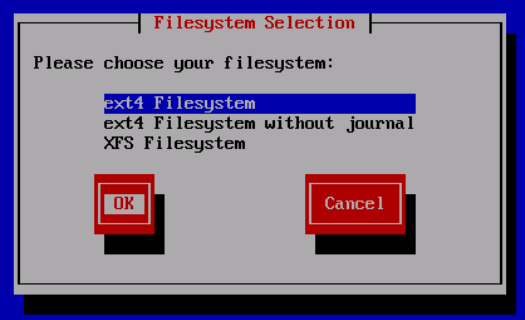 Filesystem Selection
Please choose your filesystem:
ext4 Filesystem
ext4 Filesystem without journal
XFS Filesystem
OK
Cancel